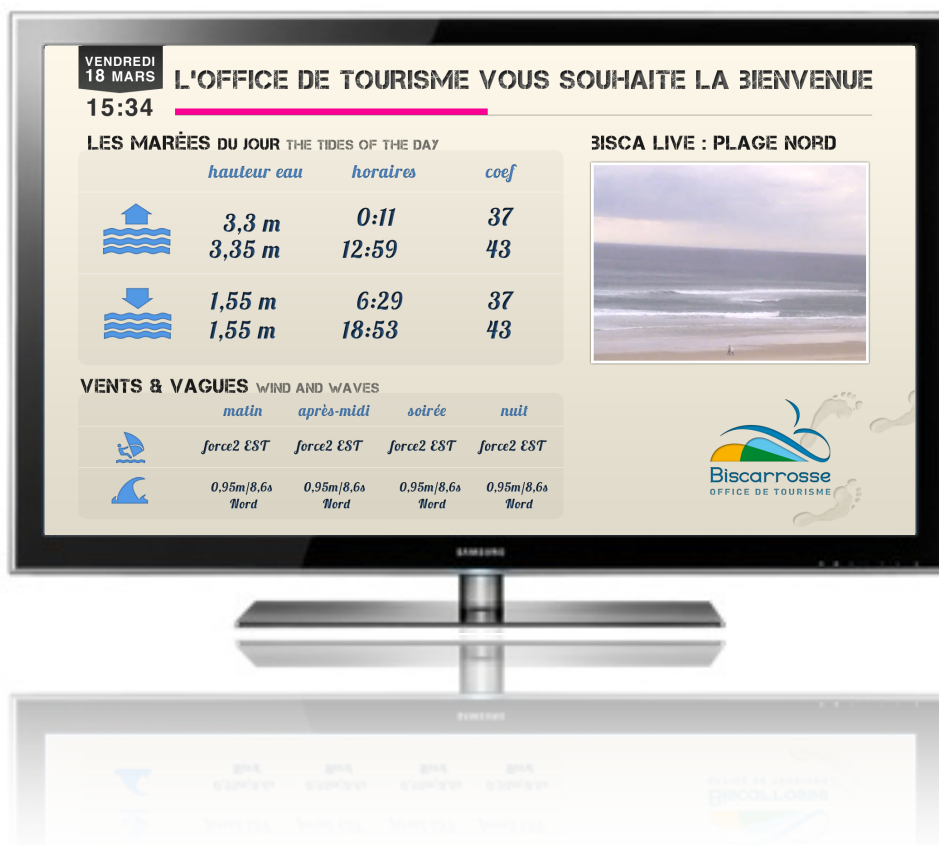 VENDREDI
18 MARS
15:34
L'OFFICE DE TOURISME VOUS SOUHAITE LA BIENVENUE
LES MARÉES DU JOUR THE TIDES OF THE DAY
hauteur eau horaires coef
3,3 m 0:11 37
3,35 m 12:59 43
1,55 m 6:29 37
1,55 m 18:53 43
BISCA LIVE : PLAGE NORD
VENTS & VAGUES WIND AND WAVES
matin après-midi soirée nuit
force2 EST force2 EST force2 EST force2 EST
0,95m/8,6s 0,95m/8,6s 0,95m/8,6s 0,95m/8,6s
Nord Nord Nord Nord
Biscarrosse
OFFICE DE TOURISME
SAMSUNG